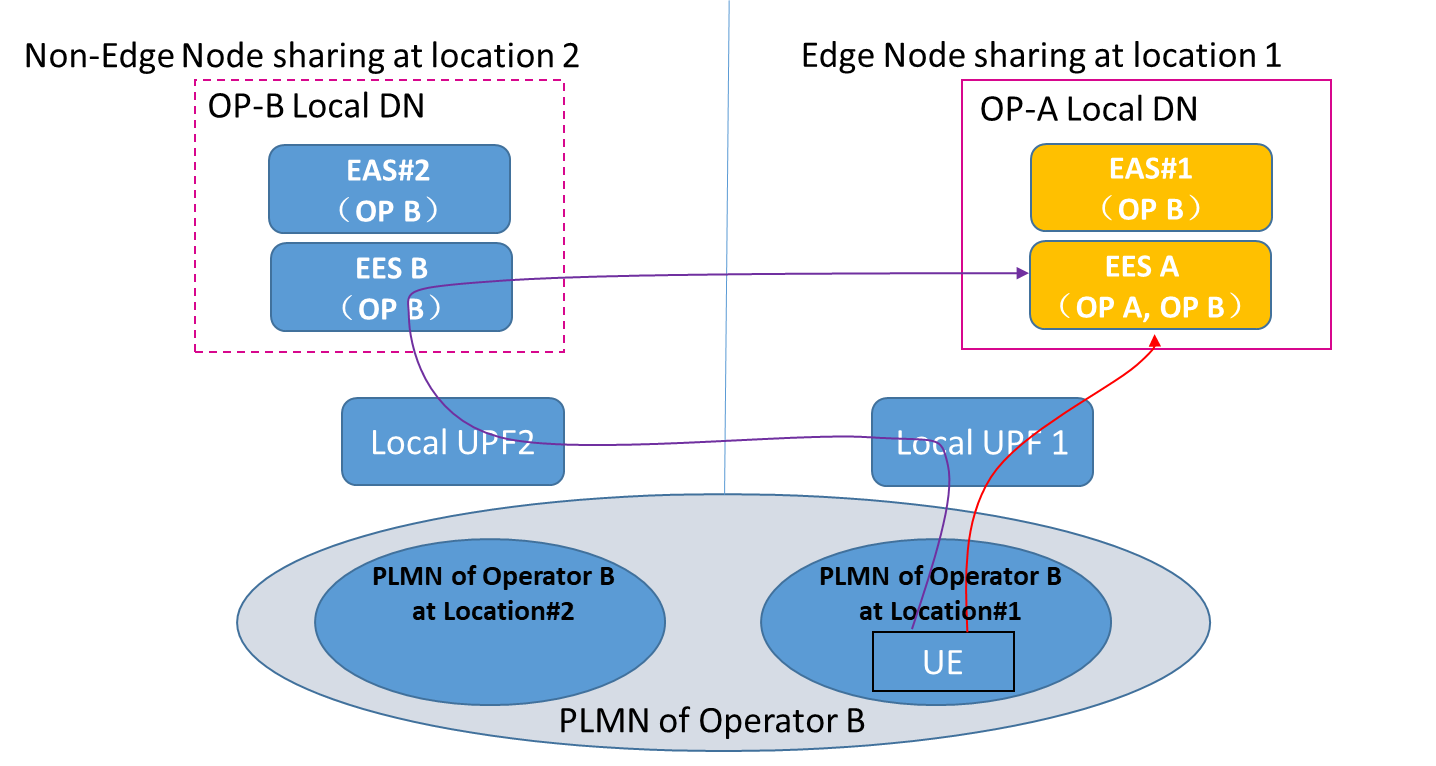 Non-Edge Node sharing at location 2
OP-B Local DN
EAS#2
（OP B）
EES B
（OP B）
Edge Node sharing at location 1
OP-A Local DN
EAS#1
（OP B）
EES A
（OP A, OP B）
Local UPF2
Local UPF 1
PLMN of Operator B
at Location#2
PLMN of Operator B
at Location#1
UE
PLMN of Operator B